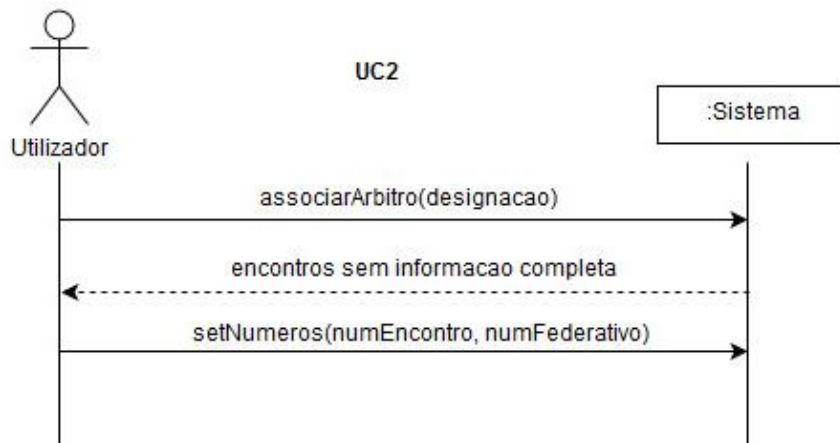 UC2
:Sistema
Utilizador
associarArbitro(designacao)
encontros sem informacao completa
setNumeros(numEncontro, numFederativo)